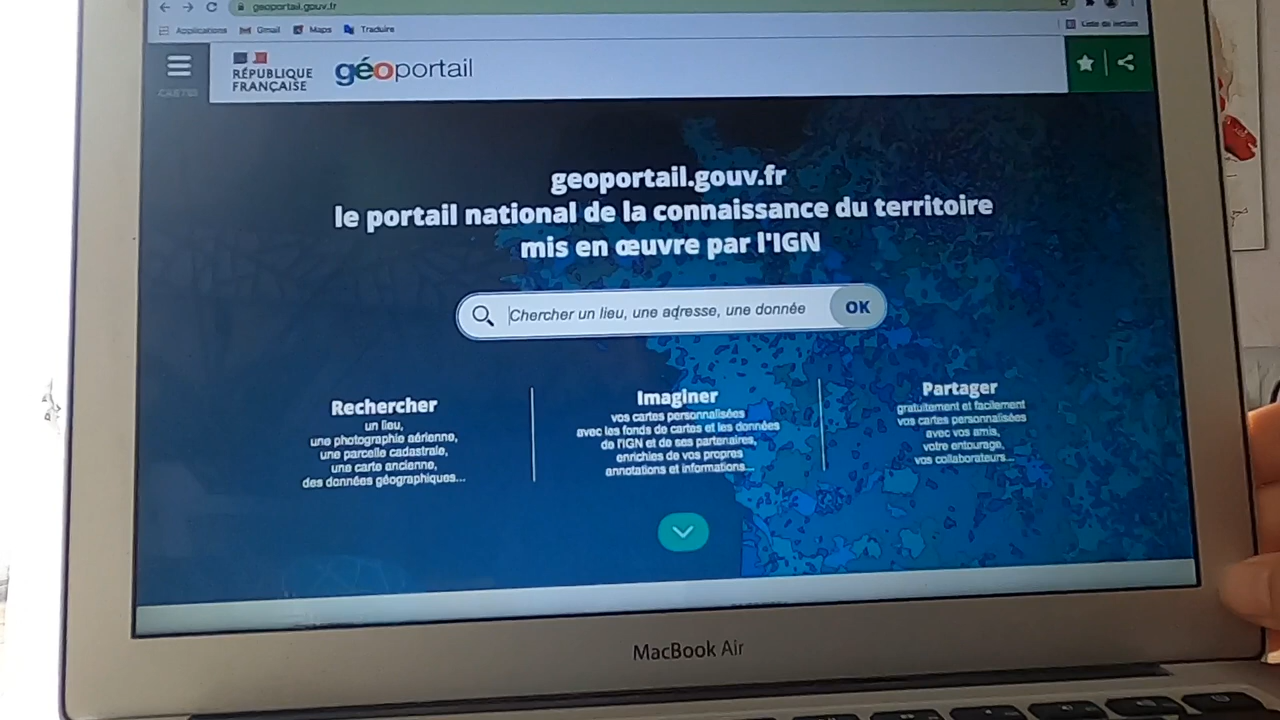 geoportail.gouv.fr
Applications Gmail Maps Traduire Liste de lecture
CARTES
RÉPUBLIQUE
FRANÇAISE
géoportail
geoportail.gouv.fr
le portail national de la connaissance du territoire
mis en œuvre par l'IGN
Chercher un lieu, une adresse, une donnée OK
Rechercher
un lieu,
une photographie aérienne,
une parcelle cadastrale,
une carte ancienne,
des données géographiques...
Imaginer
vos cartes personnalisées
avec les fonds de cartes et les données
de l'IGN et de ses partenaires,
enrichies de vos propres
annotations et informations...
Partager
gratuitement et facilement
vos cartes personnalisées
avec vos amis,
votre entourage,
vos collaborateurs...
MacBook Air